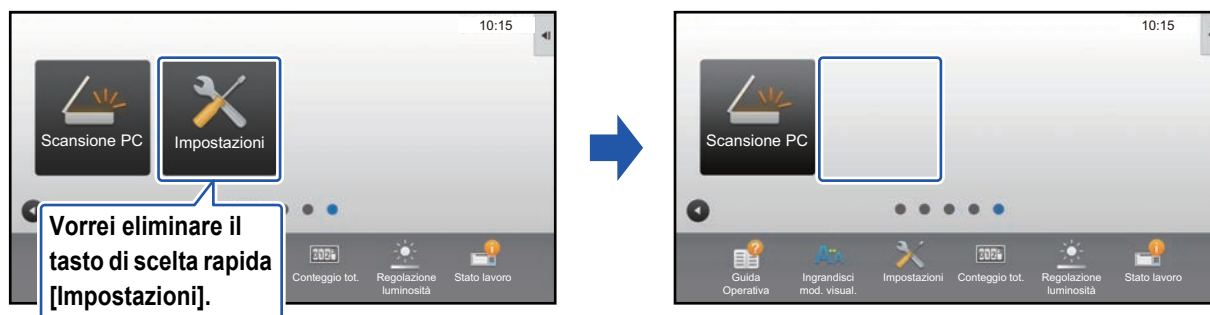 10:15
Scansione PC
Impostazioni
Vorrei eliminare il
tasto di scelta rapida
[Impostazioni].
Conteggio tot.
Regolazione
luminosità
Stato lavoro
10:15
Scansione PC
Guida
Operativa
Ingrandisci
mod. visual.
Impostazioni
Conteggio tot.
Regolazione
luminosità
Stato lavoro